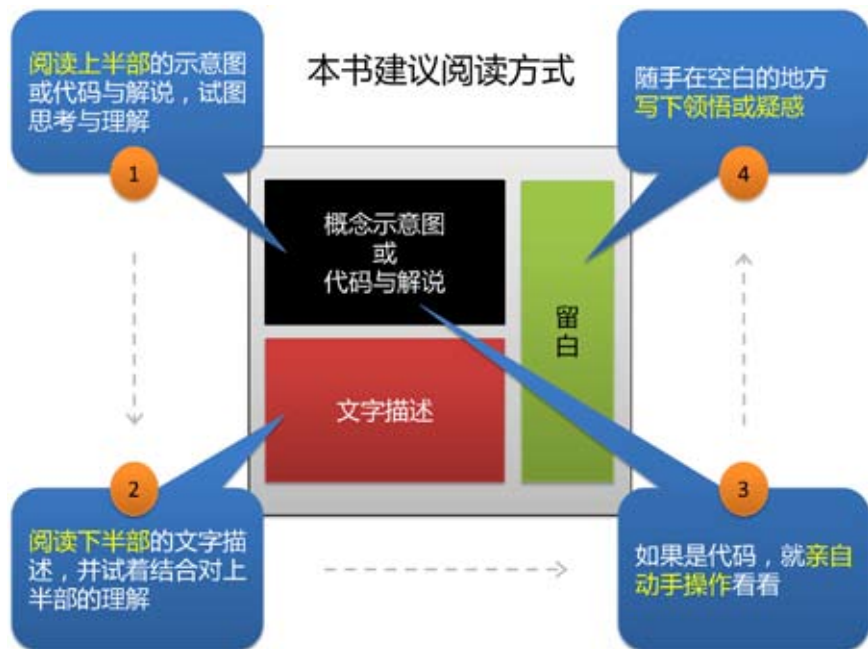 本书建议阅读方式
阅读上半部的示意图
或代码与解说，试图
思考与理解
1
概念示意图
或
代码与解说
文字描述
留
白
2
阅读下半部的文字描
述，并试着结合对上
半部的理解
3
如果是代码，就亲自
动手操作看看
4
随手在空白的地方
写下领悟或疑惑